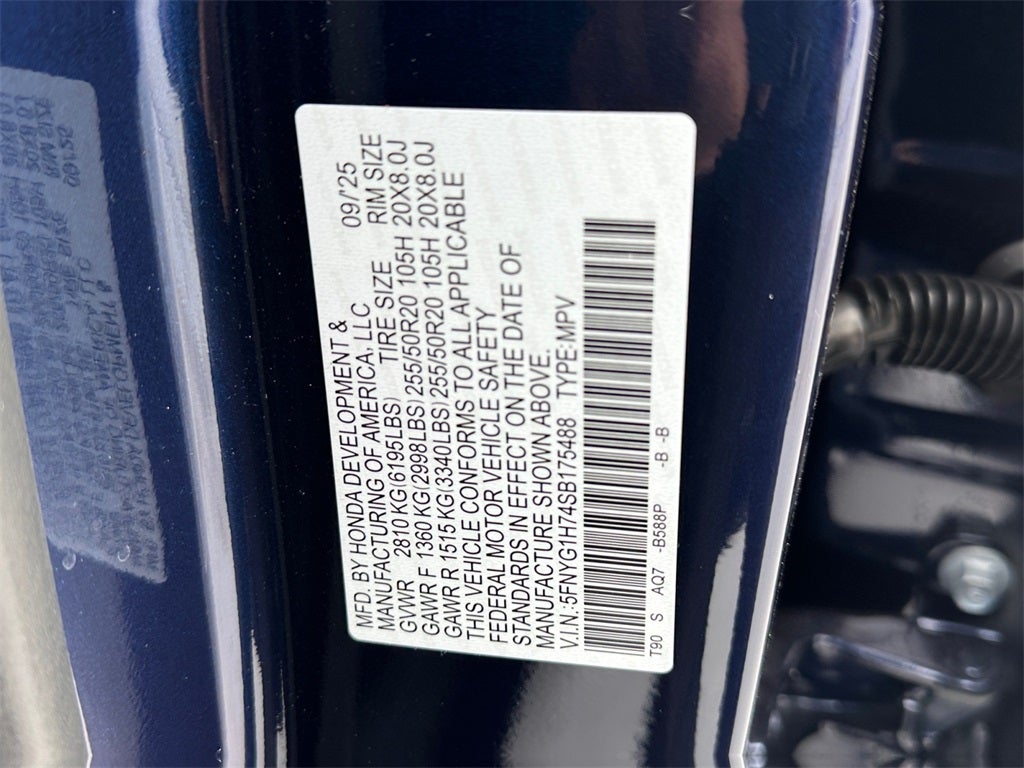 MFD. BY HONDA DEVELOPMENT &
MANUFACTURING OF AMERICA, LLC 09/'25
GVWR 2810 KG(6195LBS) TIRE SIZE RIM SIZE
GAWR F 1360 KG(2998LBS) 255/50R20 105H 20X8.0J
GAWR R 1515 KG(3340LBS) 255/50R20 105H 20X8.0J
THIS VEHICLE CONFORMS TO ALL APPLICABLE
FEDERAL MOTOR VEHICLE SAFETY
STANDARDS IN EFFECT ON THE DATE OF
MANUFACTURE SHOWN ABOVE.
V.I.N.:5FNYG1H74SB175488 TYPE:MPV
T90 S AQ7 -B588P -B -B